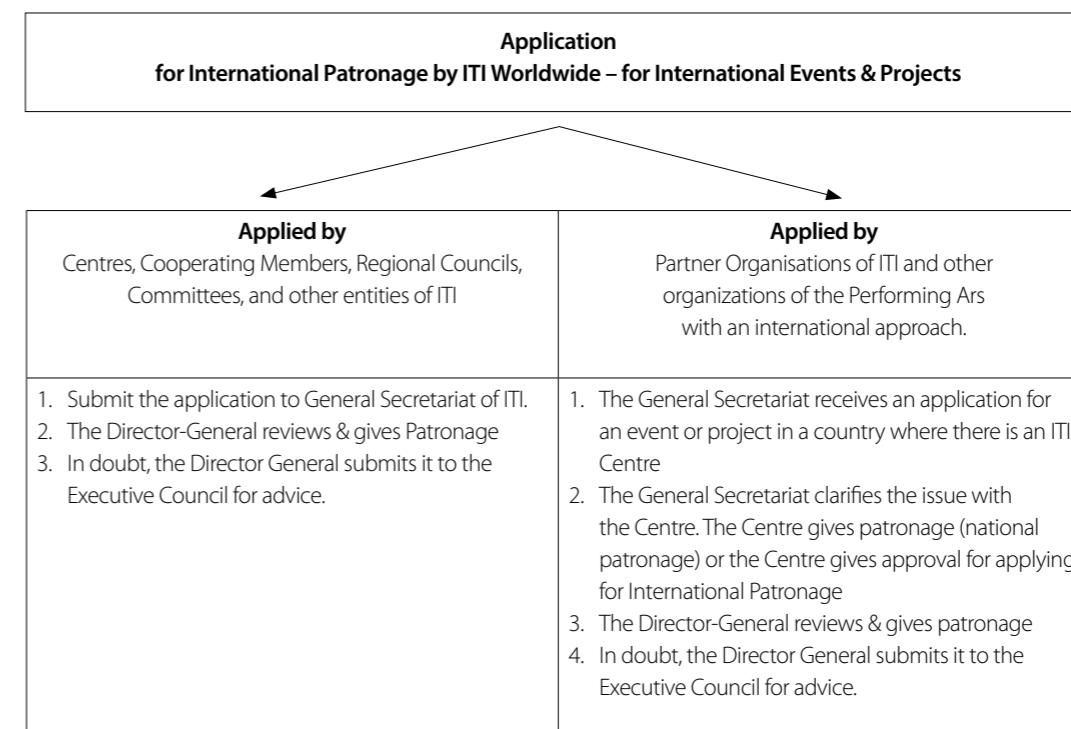 Application
for International Patronage by ITI Worldwide – for International Events & Projects
Applied by
Centres, Cooperating Members, Regional Councils,
Committees, and other entities of ITI
Applied by
Partner Organisations of ITI and other
organizations of the Performing Ars
with an international approach.
1. Submit the application to General Secretariat of ITI.
2. The Director-General reviews & gives Patronage
3. In doubt, the Director General submits it to the
Executive Council for advice.
1. The General Secretariat receives an application for
an event or project in a country where there is an ITI
Centre
2. The General Secretariat clarifies the issue with
the Centre. The Centre gives patronage (national
patronage) or the Centre gives approval for applying
for International Patronage
3. The Director-General reviews & gives patronage
4. In doubt, the Director General submits it to the
Executive Council for advice.